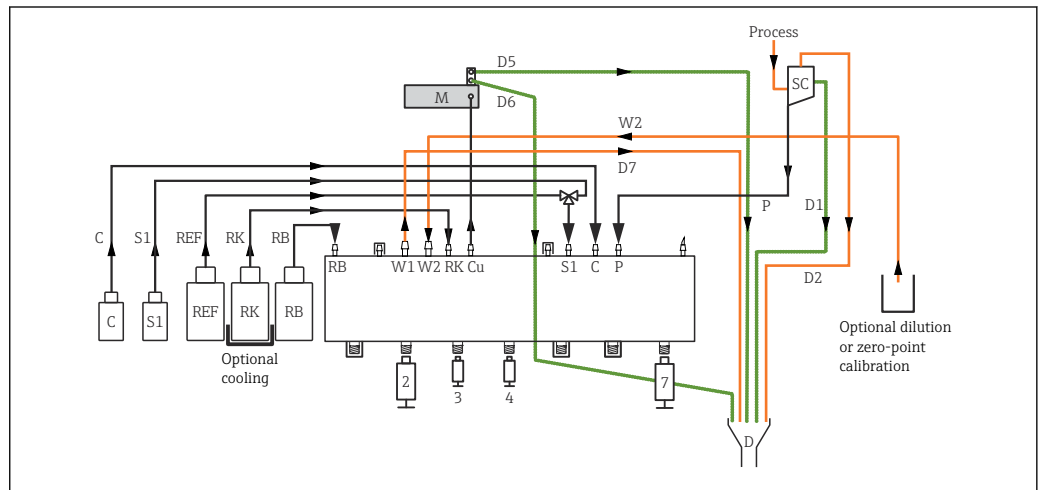 Process
D5
SC
M
D6
W2
D7
P
D1
C
S1
REF
RK
RB
RB
W1
W2
RK
Cu
S1
C
P
D2
C
S1
REF
RK
RB
Optional
cooling
Optional dilution
or zero-point
calibration
2
3
4
7
D